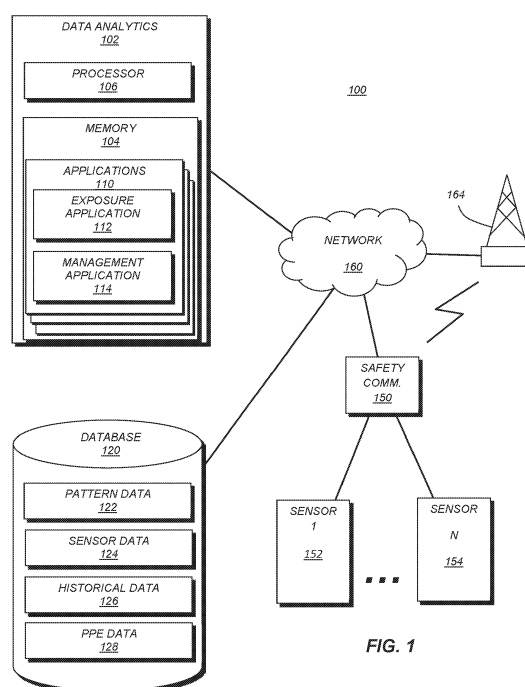 DATA ANALYTICS
102
PROCESSOR
106
MEMORY
104
APPLICATIONS
110
EXPOSURE
APPLICATION
112
MANAGEMENT
APPLICATION
114
100
164
NETWORK
160
SAFETY
COMM.
150
DATABASE
120
PATTERN DATA
122
SENSOR DATA
124
HISTORICAL DATA
126
PPE DATA
128
SENSOR
1
152
...
SENSOR
N
154
FIG. 1